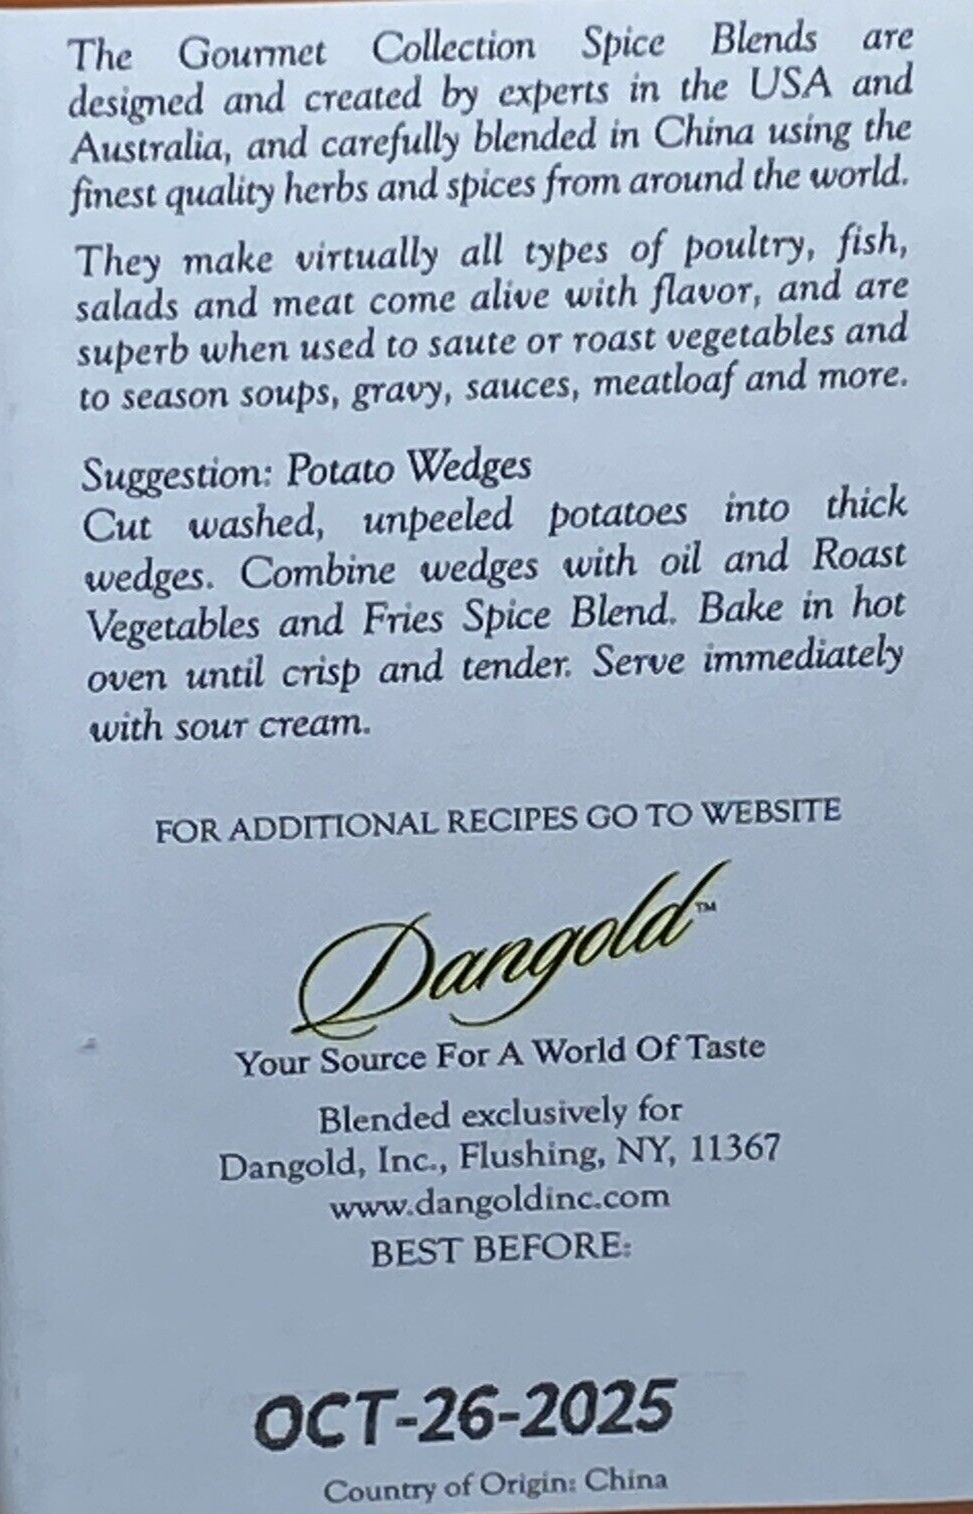 The Gourmet Collection Spice Blends are
designed and created by experts in the USA and
Australia, and carefully blended in China using the
finest quality herbs and spices from around the world.
They make virtually all types of poultry, fish,
salads and meat come alive with flavor, and are
superb when used to saute or roast vegetables and
to season soups, gravy, sauces, meatloaf and more.
Suggestion: Potato Wedges
Cut washed, unpeeled potatoes into thick
wedges. Combine wedges with oil and Roast
Vegetables and Fries Spice Blend. Bake in hot
oven until crisp and tender. Serve immediately
with sour cream.
FOR ADDITIONAL RECIPES GO TO WEBSITE
Dangold™
Your Source For A World Of Taste
Blended exclusively for
Dangold, Inc., Flushing, NY, 11367
www.dangoldinc.com
BEST BEFORE:
OCT-26-2025
Country of Origin: China